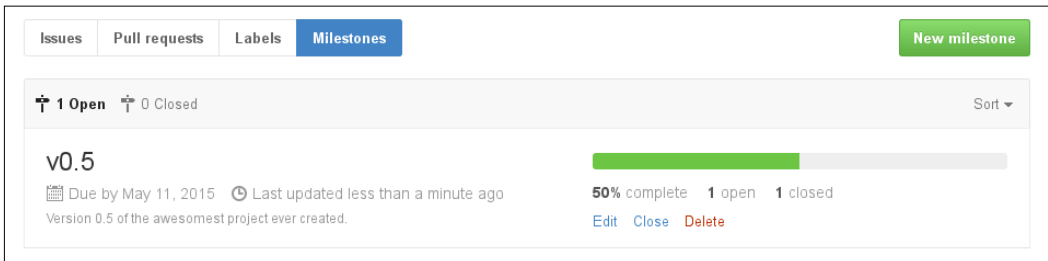 Issues Pull requests Labels Milestones New milestone
1 Open 0 Closed Sort
v0.5
Due by May 11, 2015 Last updated less than a minute ago
Version 0.5 of the awesomest project ever created.
50% complete 1 open 1 closed
Edit Close Delete